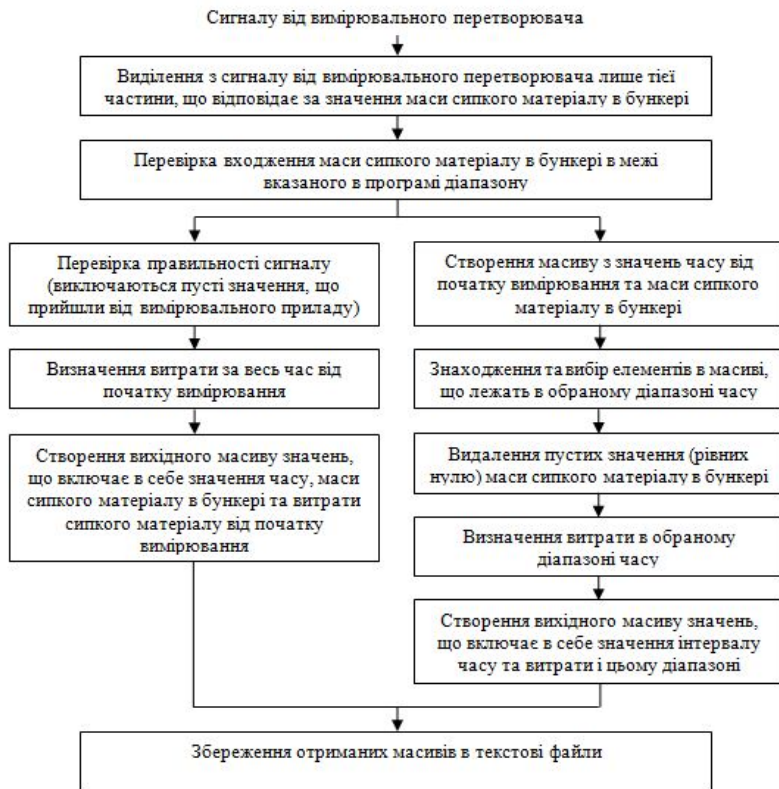 Сигналу від вимірювального перетворювача
Виділення з сигналу від вимірювального перетворювача лише тієї
частини, що відповідає за значення маси сипкого матеріалу в бункері
Перевірка входження маси сипкого матеріалу в бункері в межі
вказаного в програмі діапазону
Перевірка правильності сигналу
(виключаються пусті значення, що
прийшли від вимірювального приладу)
Визначення витрати за весь час від
початку вимірювання
Створення вихідного масиву значень,
що включає в себе значення часу, маси
сипкого матеріалу в бункері та витрати
сипкого матеріалу від початку
вимірювання
Створення масиву з значень часу від
початку вимірювання та маси сипкого
матеріалу в бункері
Знаходження та вибір елементів в масиві,
що лежать в обраному діапазоні часу
Видалення пустих значення (рівних
нулю) маси сипкого матеріалу в бункері
Визначення витрати в обраному
діапазоні часу
Створення вихідного масиву значень,
що включає в себе значення інтервалу
часу та витрати і цьому діапазоні
Збереження отриманих масивів в текстові файли